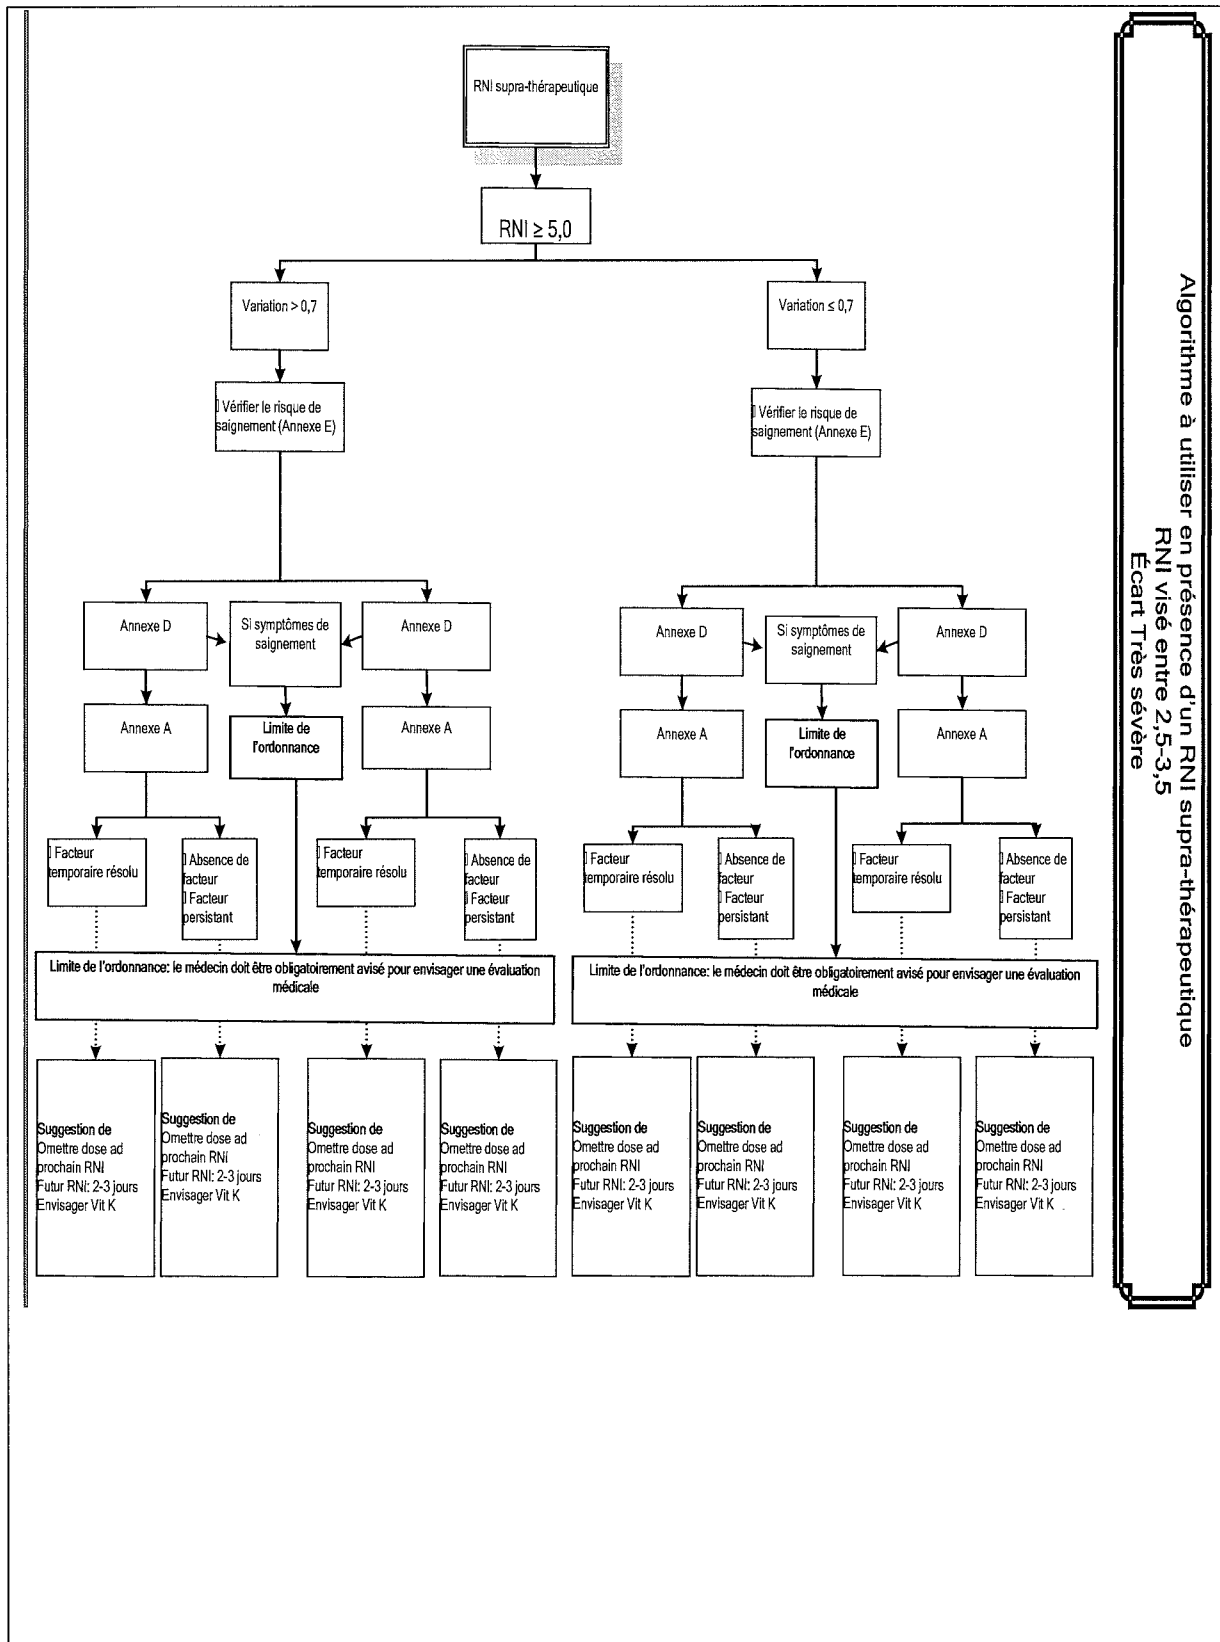 Algorithme à utiliser en présence d'un RNI supra-thérapeutique
RNI visé entre 2,5-3,5
Écart Très sévère
RNI supra-thérapeutique
RNI ≥ 5,0
Variation > 0,7
Variation ≤ 0,7
Vérifier le risque de
saignement (Annexe E)
Vérifier le risque de
saignement (Annexe E)
Annexe D
Si symptômes de
saignement
Annexe D
Annexe D
Si symptômes de
saignement
Annexe D
Annexe A
Limite de
l'ordonnance
Annexe A
Annexe A
Limite de
l'ordonnance
Annexe A
Facteur
temporaire résolu
Absence de
facteur
Facteur
persistant
Facteur
temporaire résolu
Absence de
facteur
Facteur
persistant
Facteur
temporaire résolu
Absence de
facteur
Facteur
persistant
Facteur
temporaire résolu
Absence de
facteur
Facteur
persistant
Limite de l'ordonnance: le médecin doit être obligatoirement avisé pour envisager une évaluation
médicale
Limite de l'ordonnance: le médecin doit être obligatoirement avisé pour envisager une évaluation
médicale
Suggestion de
Omettre dose ad
prochain RNI
Futur RNI: 2-3 jours
Envisager Vit K
Suggestion de
Omettre dose ad
prochain RNI
Futur RNI: 2-3 jours
Envisager Vit K
Suggestion de
Omettre dose ad
prochain RNI
Futur RNI: 2-3 jours
Envisager Vit K
Suggestion de
Omettre dose ad
prochain RNI
Futur RNI: 2-3 jours
Envisager Vit K
Suggestion de
Omettre dose ad
prochain RNI
Futur RNI: 2-3 jours
Envisager Vit K
Suggestion de
Omettre dose ad
prochain RNI
Futur RNI: 2-3 jours
Envisager Vit K
Suggestion de
Omettre dose ad
prochain RNI
Futur RNI: 2-3 jours
Envisager Vit K
Suggestion de
Omettre dose ad
prochain RNI
Futur RNI: 2-3 jours
Envisager Vit K